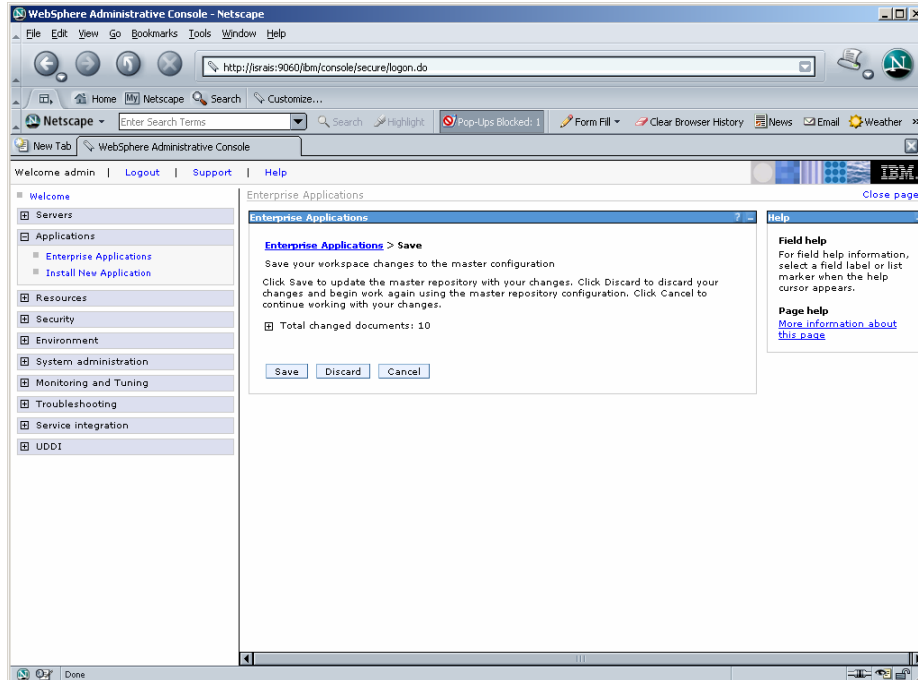 WebSphere Administrative Console - Netscape
File Edit View Go Bookmarks Tools Window Help
http://israis:9060/ibm/console/secure/logon.do
Home My Netscape Search Customize...
Netscape Enter Search Terms Search Highlight Pop-Ups Blocked: 1 Form Fill Clear Browser History News Email Weather »
New Tab WebSphere Administrative Console
Welcome admin | Logout | Support | Help IBM.
Welcome
Servers
Applications
Enterprise Applications
Install New Application
Resources
Security
Environment
System administration
Monitoring and Tuning
Troubleshooting
Service integration
UDDI
Enterprise Applications Close page
Enterprise Applications ? _
Enterprise Applications > Save
Save your workspace changes to the master configuration
Click Save to update the master repository with your changes. Click Discard to discard your
changes and begin work again using the master repository configuration. Click Cancel to
continue working with your changes.
Total changed documents: 10
Save Discard Cancel
Help
Field help
For field help information,
select a field label or list
marker when the help
cursor appears.
Page help
More information about
this page
Done